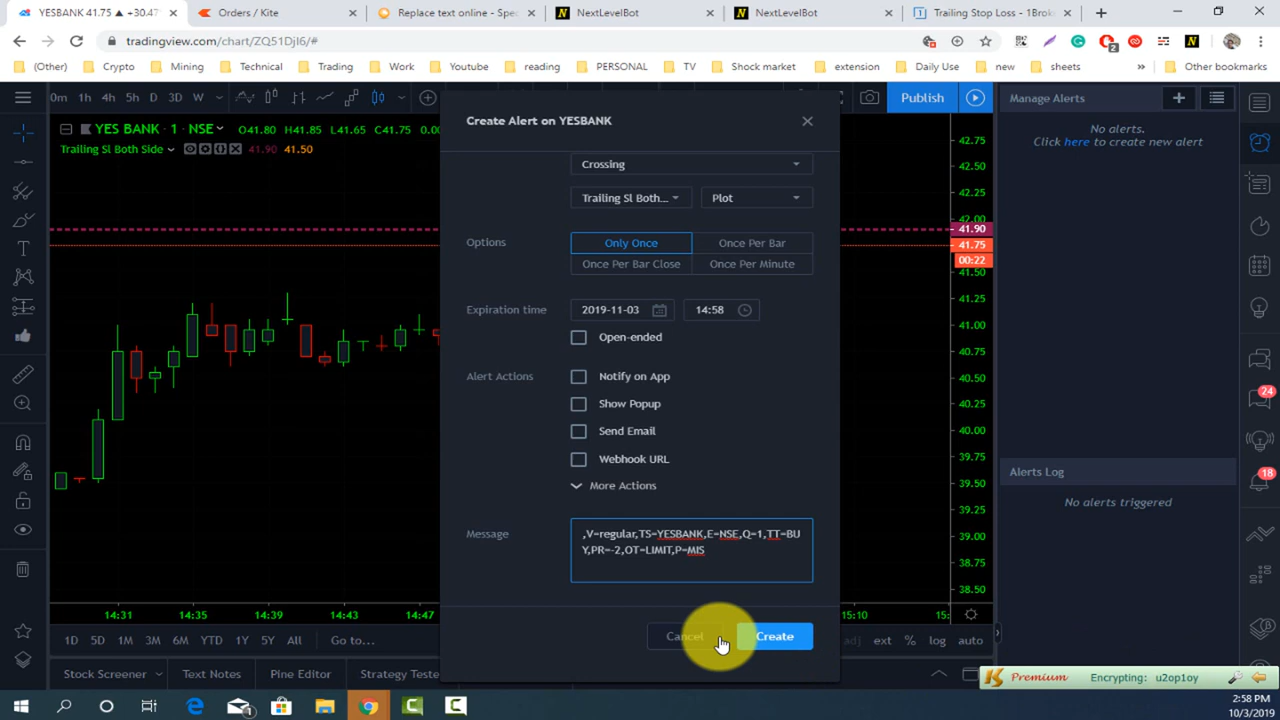 YESBANK 41.75 ▲ +30.47
Orders / Kite
Replace text online - Spe
NextLevelBot
NextLevelBot
Trailing Stop Loss - 1Brok
tradingview.com/chart/ZQ51DjI6/#
(Other)
Crypto
Mining
Technical
Trading
Work
Youtube
reading
PERSONAL
TV
Shock market
extension
Daily Use
new
sheets
»
Other bookmarks
0m 1h 4h 5h D 3D W
Publish
Manage Alerts
YES BANK · 1 · NSE
O41.80 H41.85 L41.65 C41.75 0.00
Trailing Sl Both Side
41.90 41.50
No alerts.
Click here to create new alert
Create Alert on YESBANK
Crossing
Trailing Sl Both...
Plot
Options
Only Once
Once Per Bar
Once Per Bar Close
Once Per Minute
Expiration time
2019-11-03
14:58
Open-ended
Alert Actions
Notify on App
Show Popup
Send Email
Webhook URL
More Actions
Message
,V=regular,TS=YESBANK,E=NSE,Q=1,TT=BU
Y,PR=-2,OT=LIMIT,P=MIS
Cancel
Create
42.75
42.50
42.25
42.00
41.90
41.75
00:22
41.50
41.25
41.00
40.75
40.50
40.25
40.00
39.75
39.50
39.25
39.00
38.75
38.50
Alerts Log
No alerts triggered
24
18
2
14:31
14:35
14:39
14:43
14:47
15:10
15:
1D 5D 1M 3M 6M YTD 1Y 5Y All
Go to...
adj
ext
%
log
auto
Stock Screener
Text Notes
Pine Editor
Strategy Teste
Premium
Encrypting: u2op1oy
1
2:58 PM
10/3/2019